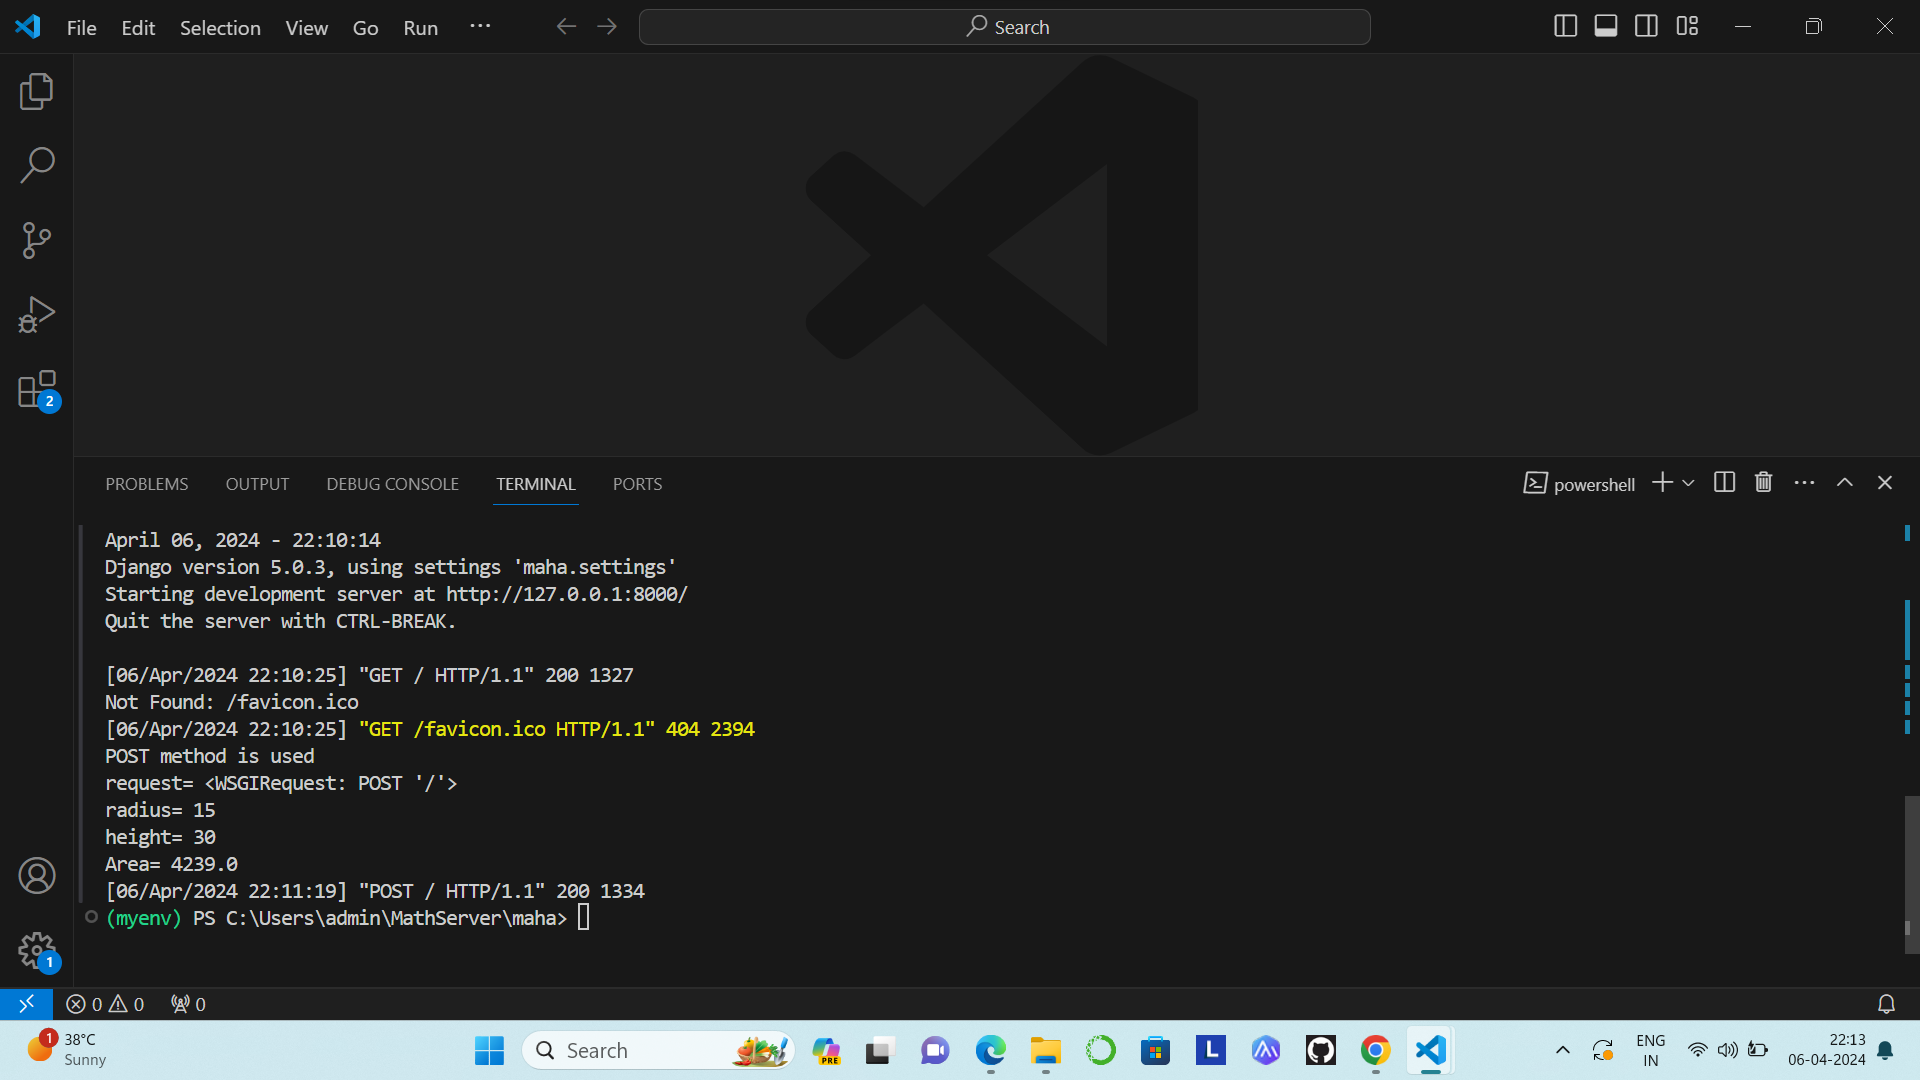 File Edit Selection View Go Run ··· Search
2
PROBLEMS OUTPUT DEBUG CONSOLE TERMINAL PORTS powershell
April 06, 2024 - 22:10:14
Django version 5.0.3, using settings 'maha.settings'
Starting development server at http://127.0.0.1:8000/
Quit the server with CTRL-BREAK.
[06/Apr/2024 22:10:25] "GET / HTTP/1.1" 200 1327
Not Found: /favicon.ico
[06/Apr/2024 22:10:25] "GET /favicon.ico HTTP/1.1" 404 2394
POST method is used
request= <WSGIRequest: POST '/'>
radius= 15
height= 30
Area= 4239.0
[06/Apr/2024 22:11:19] "POST / HTTP/1.1" 200 1334
(myenv) PS C:\Users\admin\MathServer\maha>
1
0 0 0
1 38°C
Sunny
Search
PRE
L
ENG
IN
22:13
06-04-2024